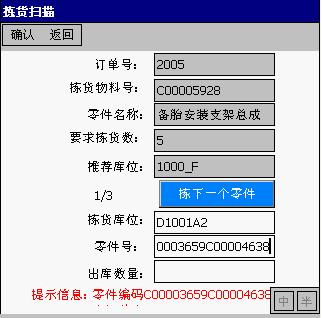 拣货扫描
确认 返回
订单号: 2005
拣货物料号: C00005928
零件名称: 备胎安装支架总成
要求拣货数: 5
推荐库位: 1000_F
1/3 拣下一个零件
拣货库位: D1001A2
零件号: 0003659C00004638
出库数量:
提示信息: 零件编码C00003659C00004638
中 半